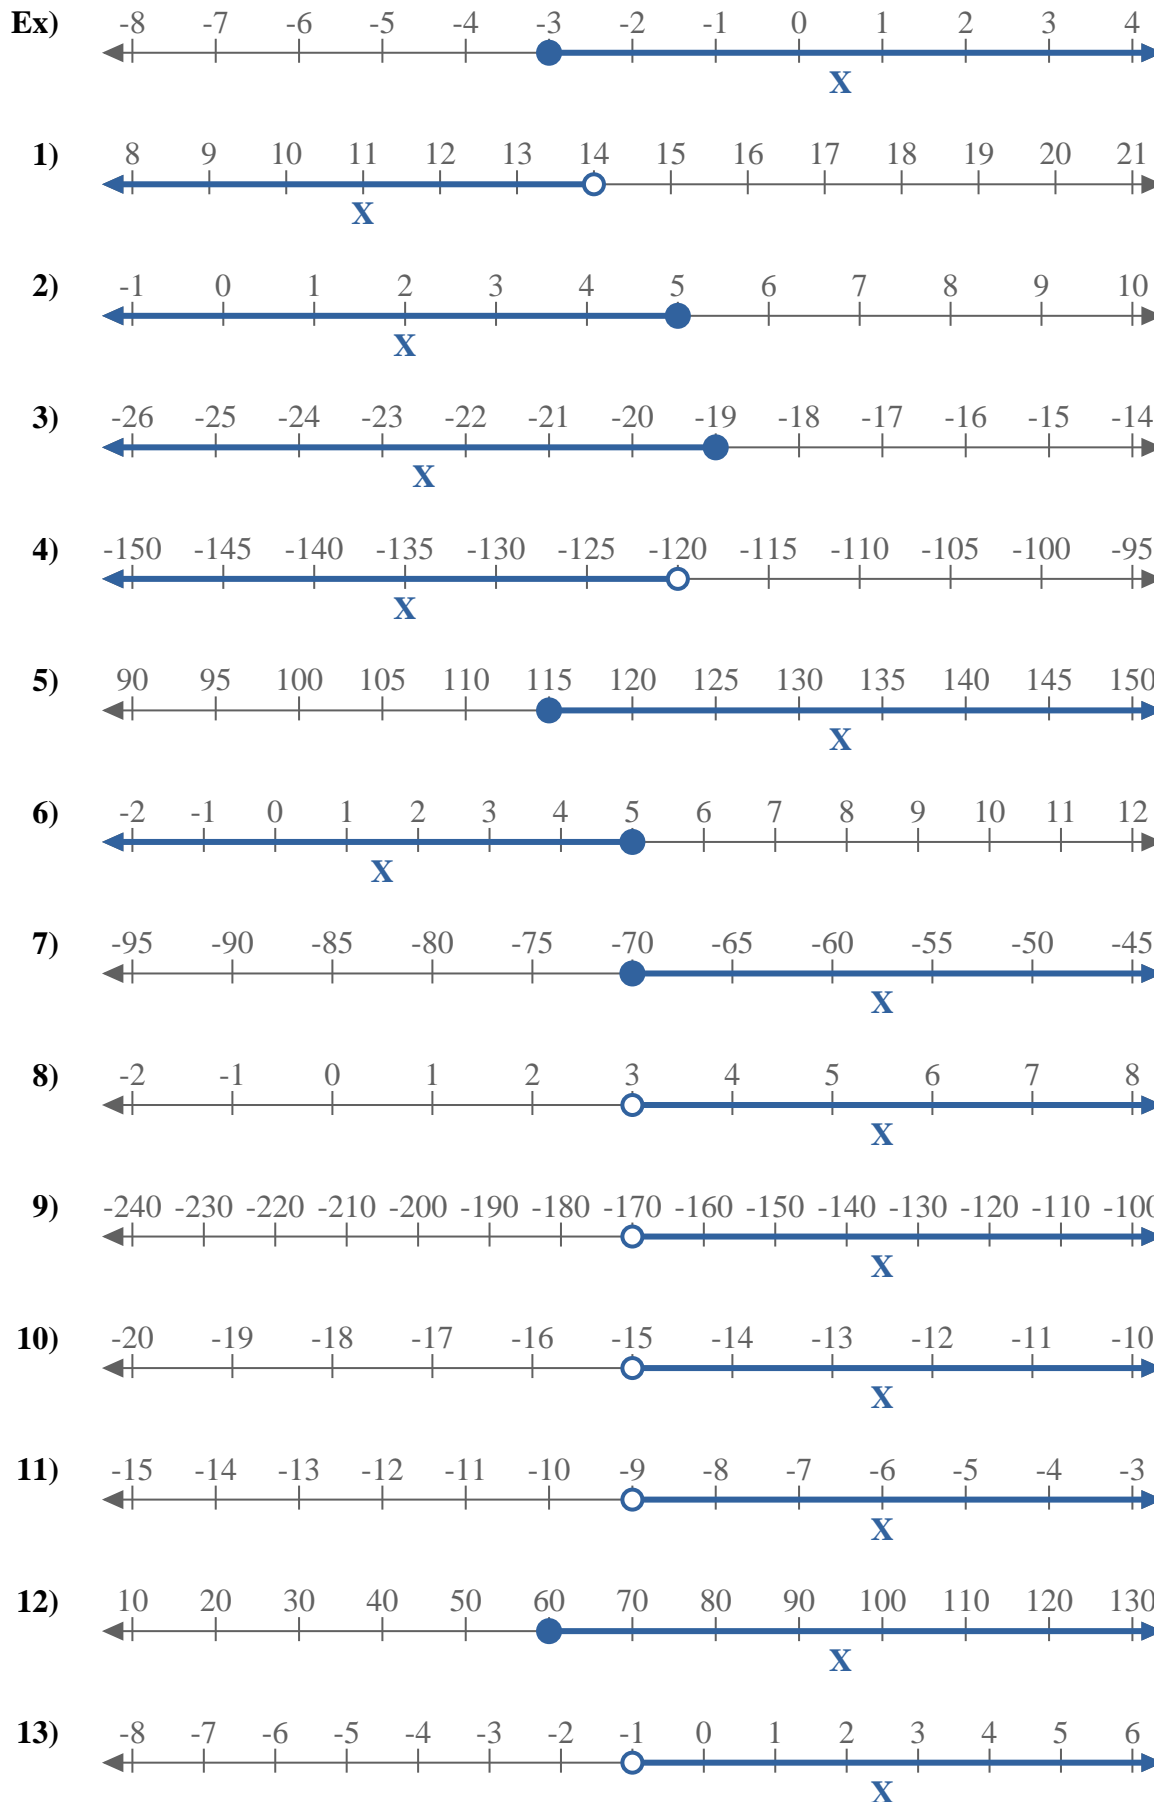 Ex) -8 -7 -6 -5 -4 -3 -2 -1 0 1 2 3 4
X
1) 8 9 10 11 12 13 14 15 16 17 18 19 20 21
X
2) -1 0 1 2 3 4 5 6 7 8 9 10
X
3) -26 -25 -24 -23 -22 -21 -20 -19 -18 -17 -16 -15 -14
X
4) -150 -145 -140 -135 -130 -125 -120 -115 -110 -105 -100 -95
X
5) 90 95 100 105 110 115 120 125 130 135 140 145 150
X
6) -2 -1 0 1 2 3 4 5 6 7 8 9 10 11 12
X
7) -95 -90 -85 -80 -75 -70 -65 -60 -55 -50 -45
X
8) -2 -1 0 1 2 3 4 5 6 7 8
X
9) -240 -230 -220 -210 -200 -190 -180 -170 -160 -150 -140 -130 -120 -110 -100
X
10) -20 -19 -18 -17 -16 -15 -14 -13 -12 -11 -10
X
11) -15 -14 -13 -12 -11 -10 -9 -8 -7 -6 -5 -4 -3
X
12) 10 20 30 40 50 60 70 80 90 100 110 120 130
X
13) -8 -7 -6 -5 -4 -3 -2 -1 0 1 2 3 4 5 6
X